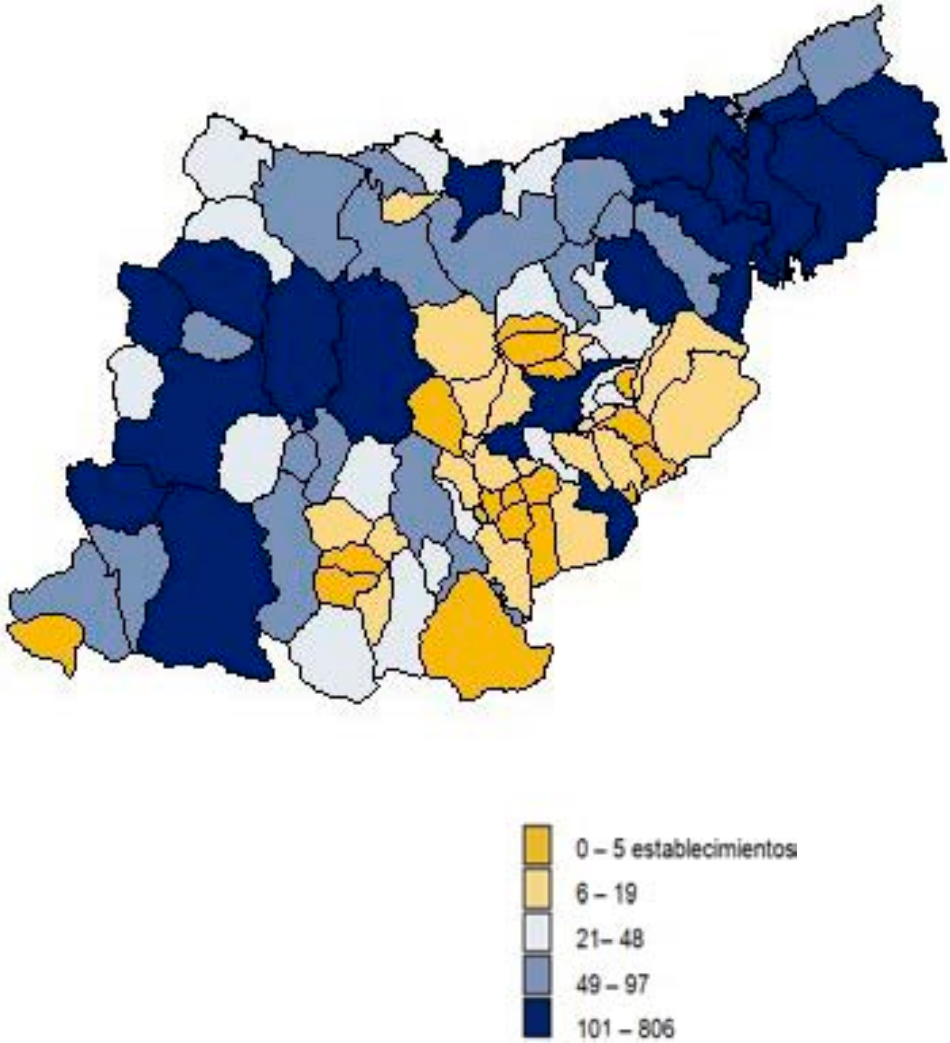 0 – 5 establecimientos
6 – 19
21– 48
49 – 97
101 – 806